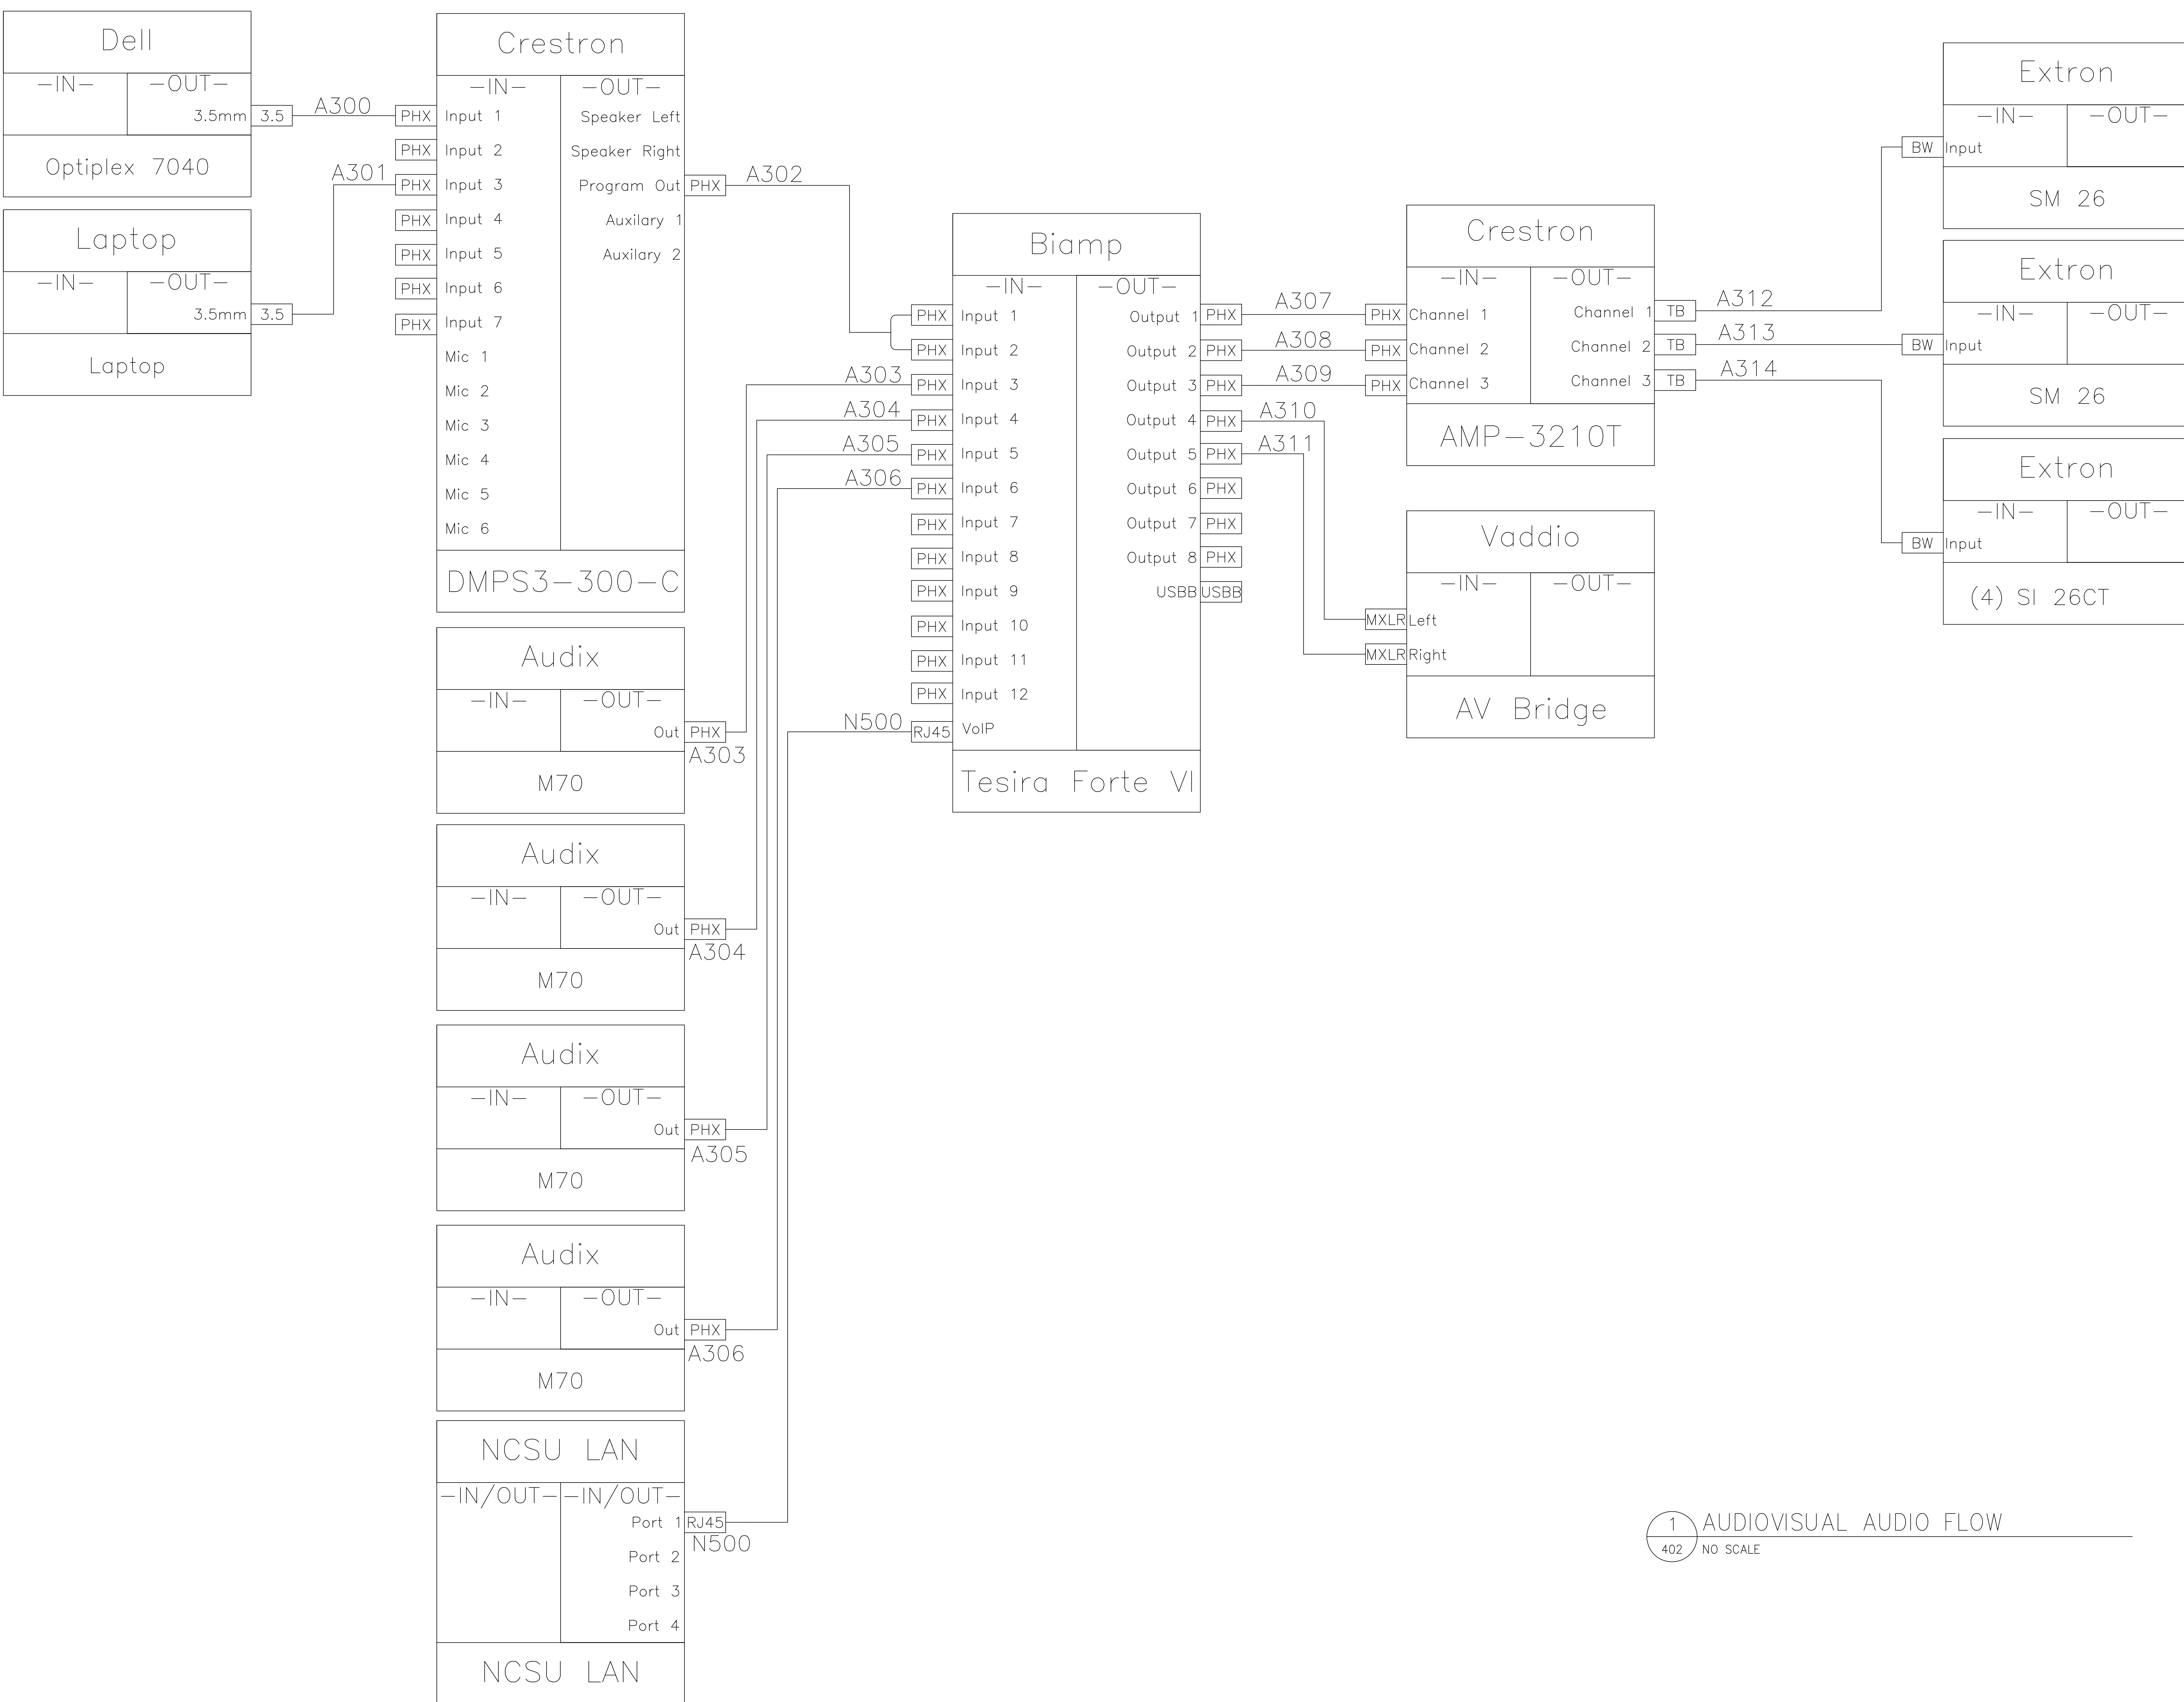 Dell
-IN- -OUT-
3.5mm 3.5
Optiplex 7040
A300
Laptop
-IN- -OUT-
3.5mm 3.5
Laptop
A301
Crestron
-IN- -OUT-
PHX Input 1 Speaker Left
PHX Input 2 Speaker Right
PHX Input 3 Program Out PHX
PHX Input 4 Auxilary 1
PHX Input 5 Auxilary 2
PHX Input 6
PHX Input 7
Mic 1
Mic 2
Mic 3
Mic 4
Mic 5
Mic 6
DMPS3-300-C
A302
Audix
-IN- -OUT-
Out PHX
A303
M70
Audix
-IN- -OUT-
Out PHX
A304
M70
Audix
-IN- -OUT-
Out PHX
A305
M70
Audix
-IN- -OUT-
Out PHX
A306
M70
NCSU LAN
-IN/OUT- -IN/OUT-
Port 1 RJ45
N500
Port 2
Port 3
Port 4
NCSU LAN
Biamp
-IN- -OUT-
PHX Input 1 Output 1 PHX
PHX Input 2 Output 2 PHX
A303 PHX Input 3 Output 3 PHX
A304 PHX Input 4 Output 4 PHX
A305 PHX Input 5 Output 5 PHX
A306 PHX Input 6 Output 6 PHX
PHX Input 7 Output 7 PHX
PHX Input 8 Output 8 PHX
PHX Input 9 USBB USBB
PHX Input 10
PHX Input 11
PHX Input 12
N500 RJ45 VoIP
Tesira Forte VI
A307
A308
A309
A310
A311
Crestron
-IN- -OUT-
PHX Channel 1 Channel 1 TB
PHX Channel 2 Channel 2 TB
PHX Channel 3 Channel 3 TB
AMP-3210T
A312
A313
A314
Vaddio
-IN- -OUT-
MXLR Left
MXLR Right
AV Bridge
Extron
-IN- -OUT-
BW Input
SM 26
Extron
-IN- -OUT-
BW Input
SM 26
Extron
-IN- -OUT-
BW Input
(4) SI 26CT
1 AUDIOVISUAL AUDIO FLOW
402 NO SCALE